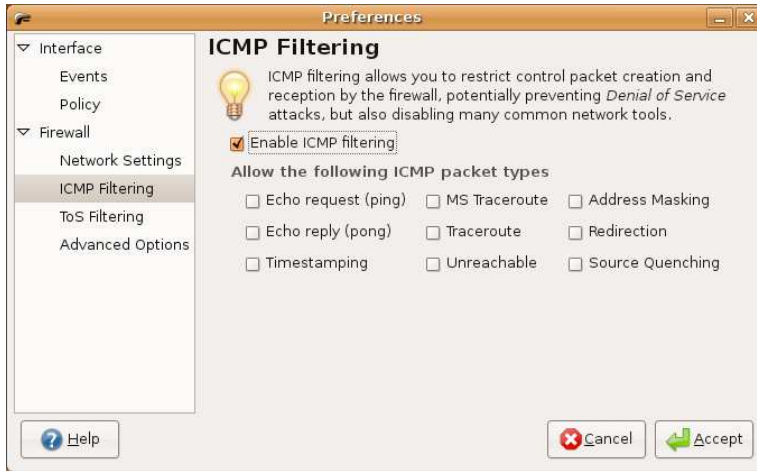 Preferences
Interface
Events
Policy
Firewall
Network Settings
ICMP Filtering
ToS Filtering
Advanced Options
ICMP Filtering
ICMP filtering allows you to restrict control packet creation and
reception by the firewall, potentially preventing Denial of Service
attacks, but also disabling many common network tools.
Enable ICMP filtering
Allow the following ICMP packet types
Echo request (ping) MS Traceroute Address Masking
Echo reply (pong) Traceroute Redirection
Timestamping Unreachable Source Quenching
Help Cancel Accept